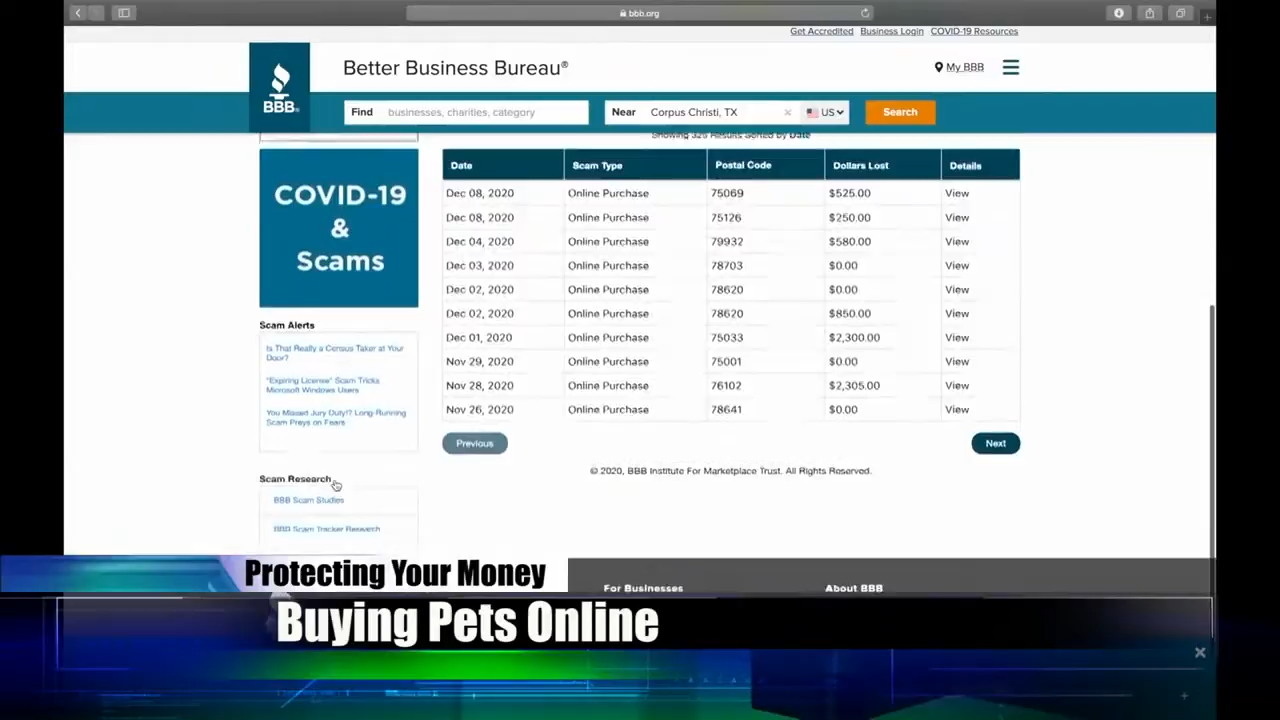 bbb.org
Get Accredited Business Login COVID-19 Resources
BBB.
Better Business Bureau®
My BBB
Find businesses, charities, category
Near Corpus Christi, TX × US
Search
Showing 325 Results Sorted by Date
COVID-19
&
Scams
Date Scam Type Postal Code Dollars Lost Details
Dec 08, 2020 Online Purchase 75069 $525.00 View
Dec 08, 2020 Online Purchase 75126 $250.00 View
Dec 04, 2020 Online Purchase 79932 $580.00 View
Dec 03, 2020 Online Purchase 78703 $0.00 View
Dec 02, 2020 Online Purchase 78620 $0.00 View
Dec 02, 2020 Online Purchase 78620 $850.00 View
Dec 01, 2020 Online Purchase 75033 $2,300.00 View
Nov 29, 2020 Online Purchase 75001 $0.00 View
Nov 28, 2020 Online Purchase 76102 $2,305.00 View
Nov 26, 2020 Online Purchase 78641 $0.00 View
Previous
Next
© 2020, BBB Institute For Marketplace Trust. All Rights Reserved.
Scam Alerts
Is That Really a Census Taker at Your
Door?
"Expiring License" Scam Tricks
Microsoft Windows Users
You Missed Jury Duty!? Long-Running
Scam Preys on Fears
Scam Research
BBB Scam Studies
BBB Scam Tracker Research
For Businesses
About BBB
Protecting Your Money
Buying Pets Online